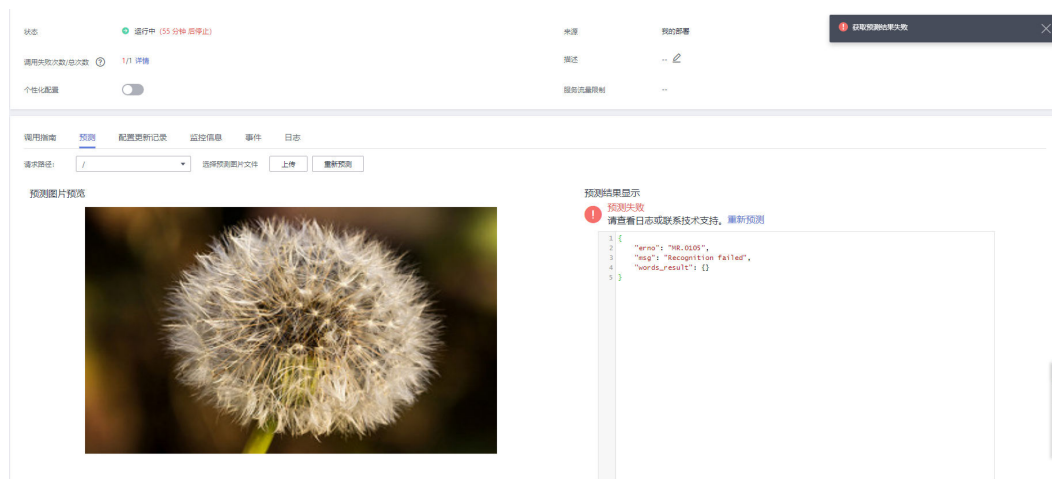 状态 运行中 (55 分钟 后停止) 来源 我的部署
获取预测结果失败
调用失败次数/总次数 1/1 详情 描述 --
个性化配置 服务流量限制 --
调用指南 预测 配置更新记录 监控信息 事件 日志
请求路径: / 选择预测图片文件 上传 重新预测
预测图片预览
预测结果显示
预测失败
请查看日志或联系技术支持。重新预测
1 {
2 "erno": "MR.0105",
3 "msg": "Recognition failed",
4 "words_result": {}
5 }